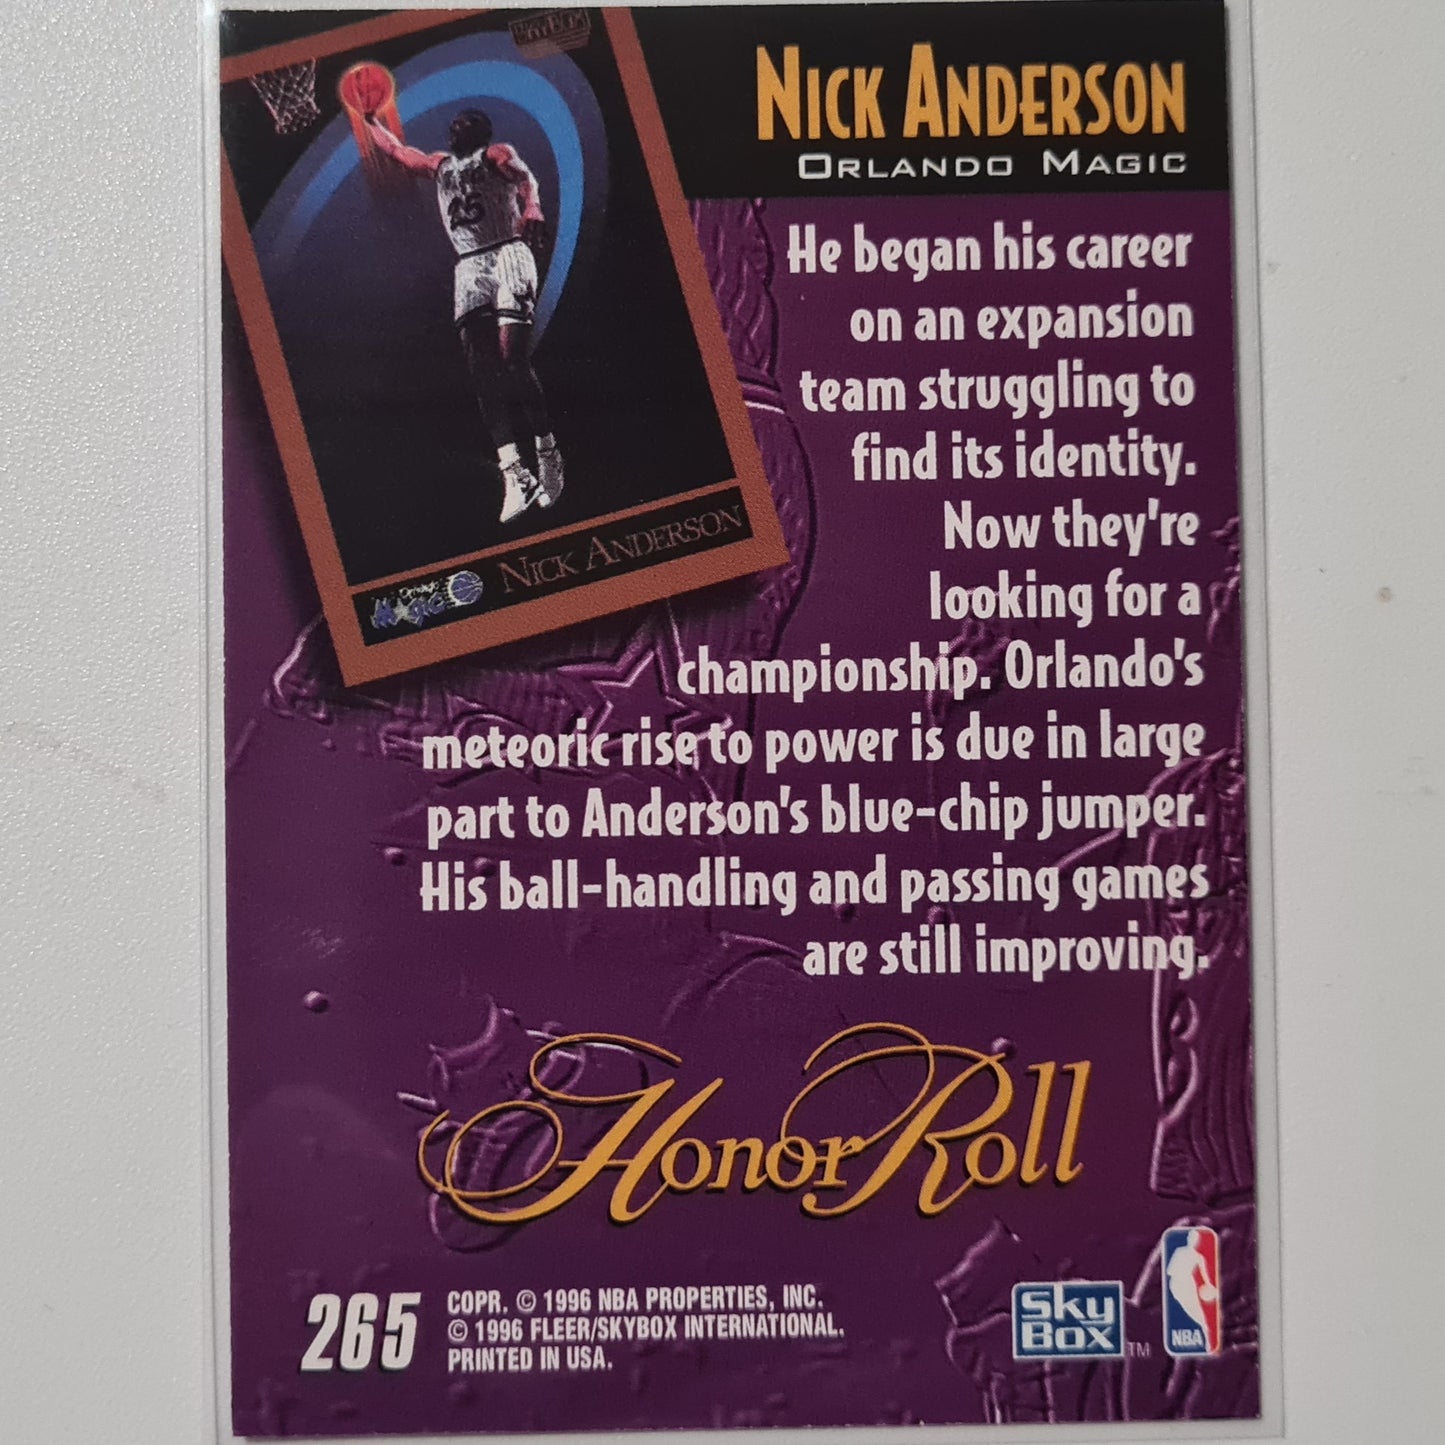 NICK ANDERSON
ORLANDO MAGIC
25
NICK ANDERSON
He began his career
on an expansion
team struggling to
find its identity.
Now they're
looking for a
championship. Orlando's
meteoric rise to power is due in large
part to Anderson's blue-chip jumper.
His ball-handling and passing games
are still improving.
Honor Roll
265
COPR. © 1996 NBA PROPERTIES, INC.
© 1996 FLEER/SKYBOX INTERNATIONAL.
PRINTED IN USA.
Sky
Box
TM
NBA